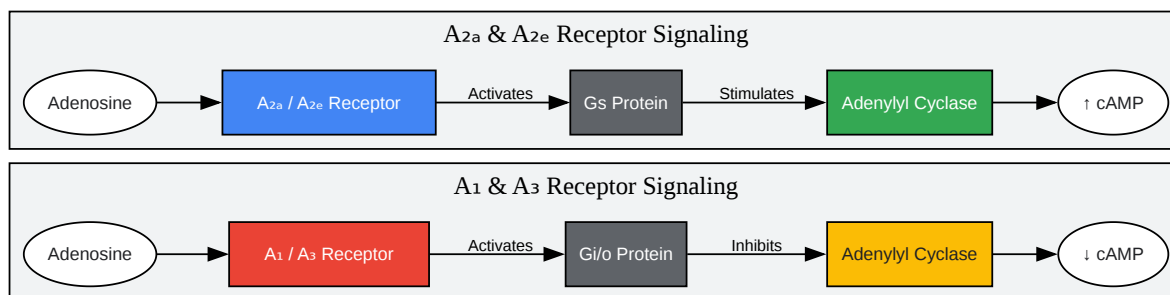 A₂ₐ & A₂ₑ Receptor Signaling
Adenosine
A₂ₐ / A₂ₑ Receptor
Activates
Gs Protein
Stimulates
Adenylyl Cyclase
↑ cAMP
A₁ & A₃ Receptor Signaling
Adenosine
A₁ / A₃ Receptor
Activates
Gi/o Protein
Inhibits
Adenylyl Cyclase
↓ cAMP